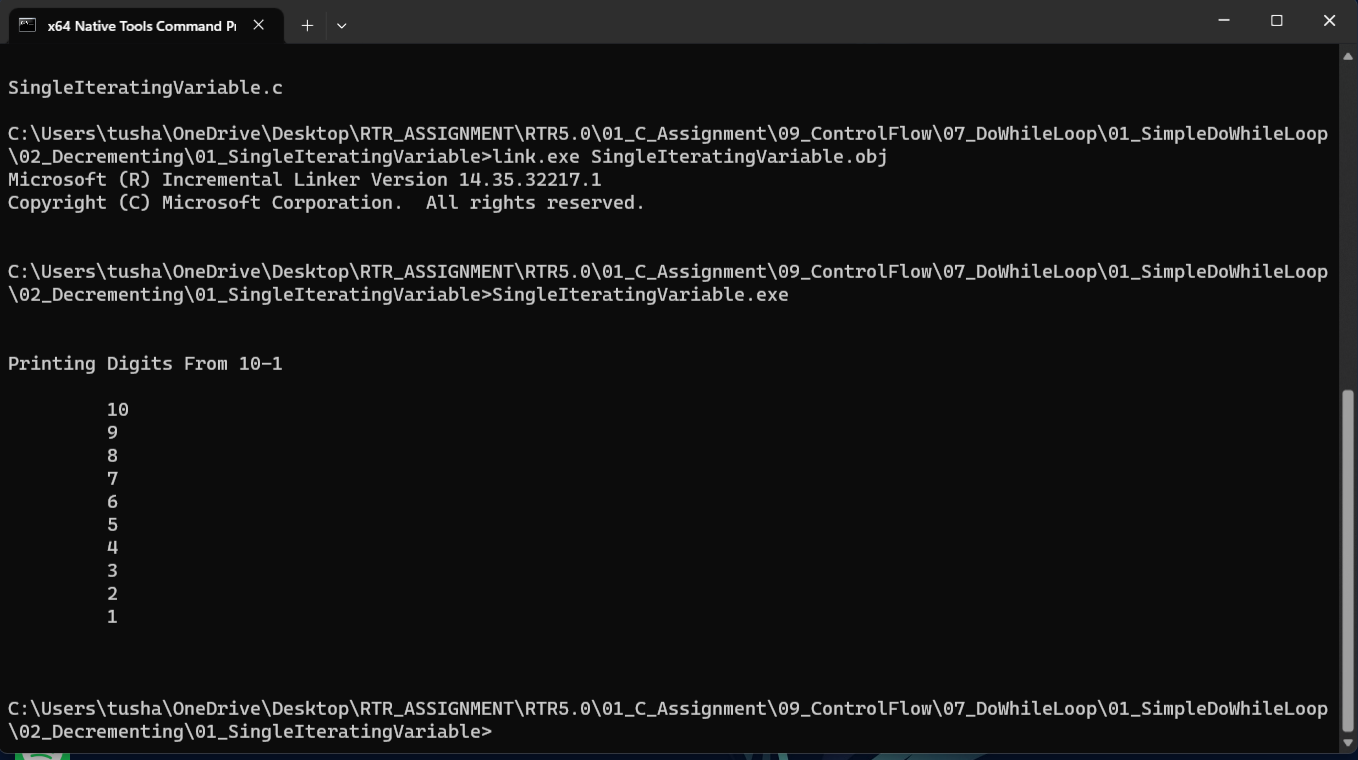 x64 Native Tools Command Pr
SingleIteratingVariable.c
C:\Users\tusha\OneDrive\Desktop\RTR_ASSIGNMENT\RTR5.0\01_C_Assignment\09_ControlFlow\07_DoWhileLoop\01_SimpleDoWhileLoop
\02_Decrementing\01_SingleIteratingVariable>link.exe SingleIteratingVariable.obj
Microsoft (R) Incremental Linker Version 14.35.32217.1
Copyright (C) Microsoft Corporation.  All rights reserved.
C:\Users\tusha\OneDrive\Desktop\RTR_ASSIGNMENT\RTR5.0\01_C_Assignment\09_ControlFlow\07_DoWhileLoop\01_SimpleDoWhileLoop
\02_Decrementing\01_SingleIteratingVariable>SingleIteratingVariable.exe
Printing Digits From 10-1
10
9
8
7
6
5
4
3
2
1
C:\Users\tusha\OneDrive\Desktop\RTR_ASSIGNMENT\RTR5.0\01_C_Assignment\09_ControlFlow\07_DoWhileLoop\01_SimpleDoWhileLoop
\02_Decrementing\01_SingleIteratingVariable>